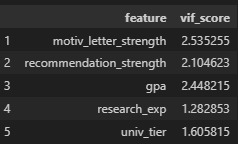 feature vif_score
1 motiv_letter_strength 2.535255
2 recommendation_strength 2.104623
3 gpa 2.448215
4 research_exp 1.282853
5 univ_tier 1.605815